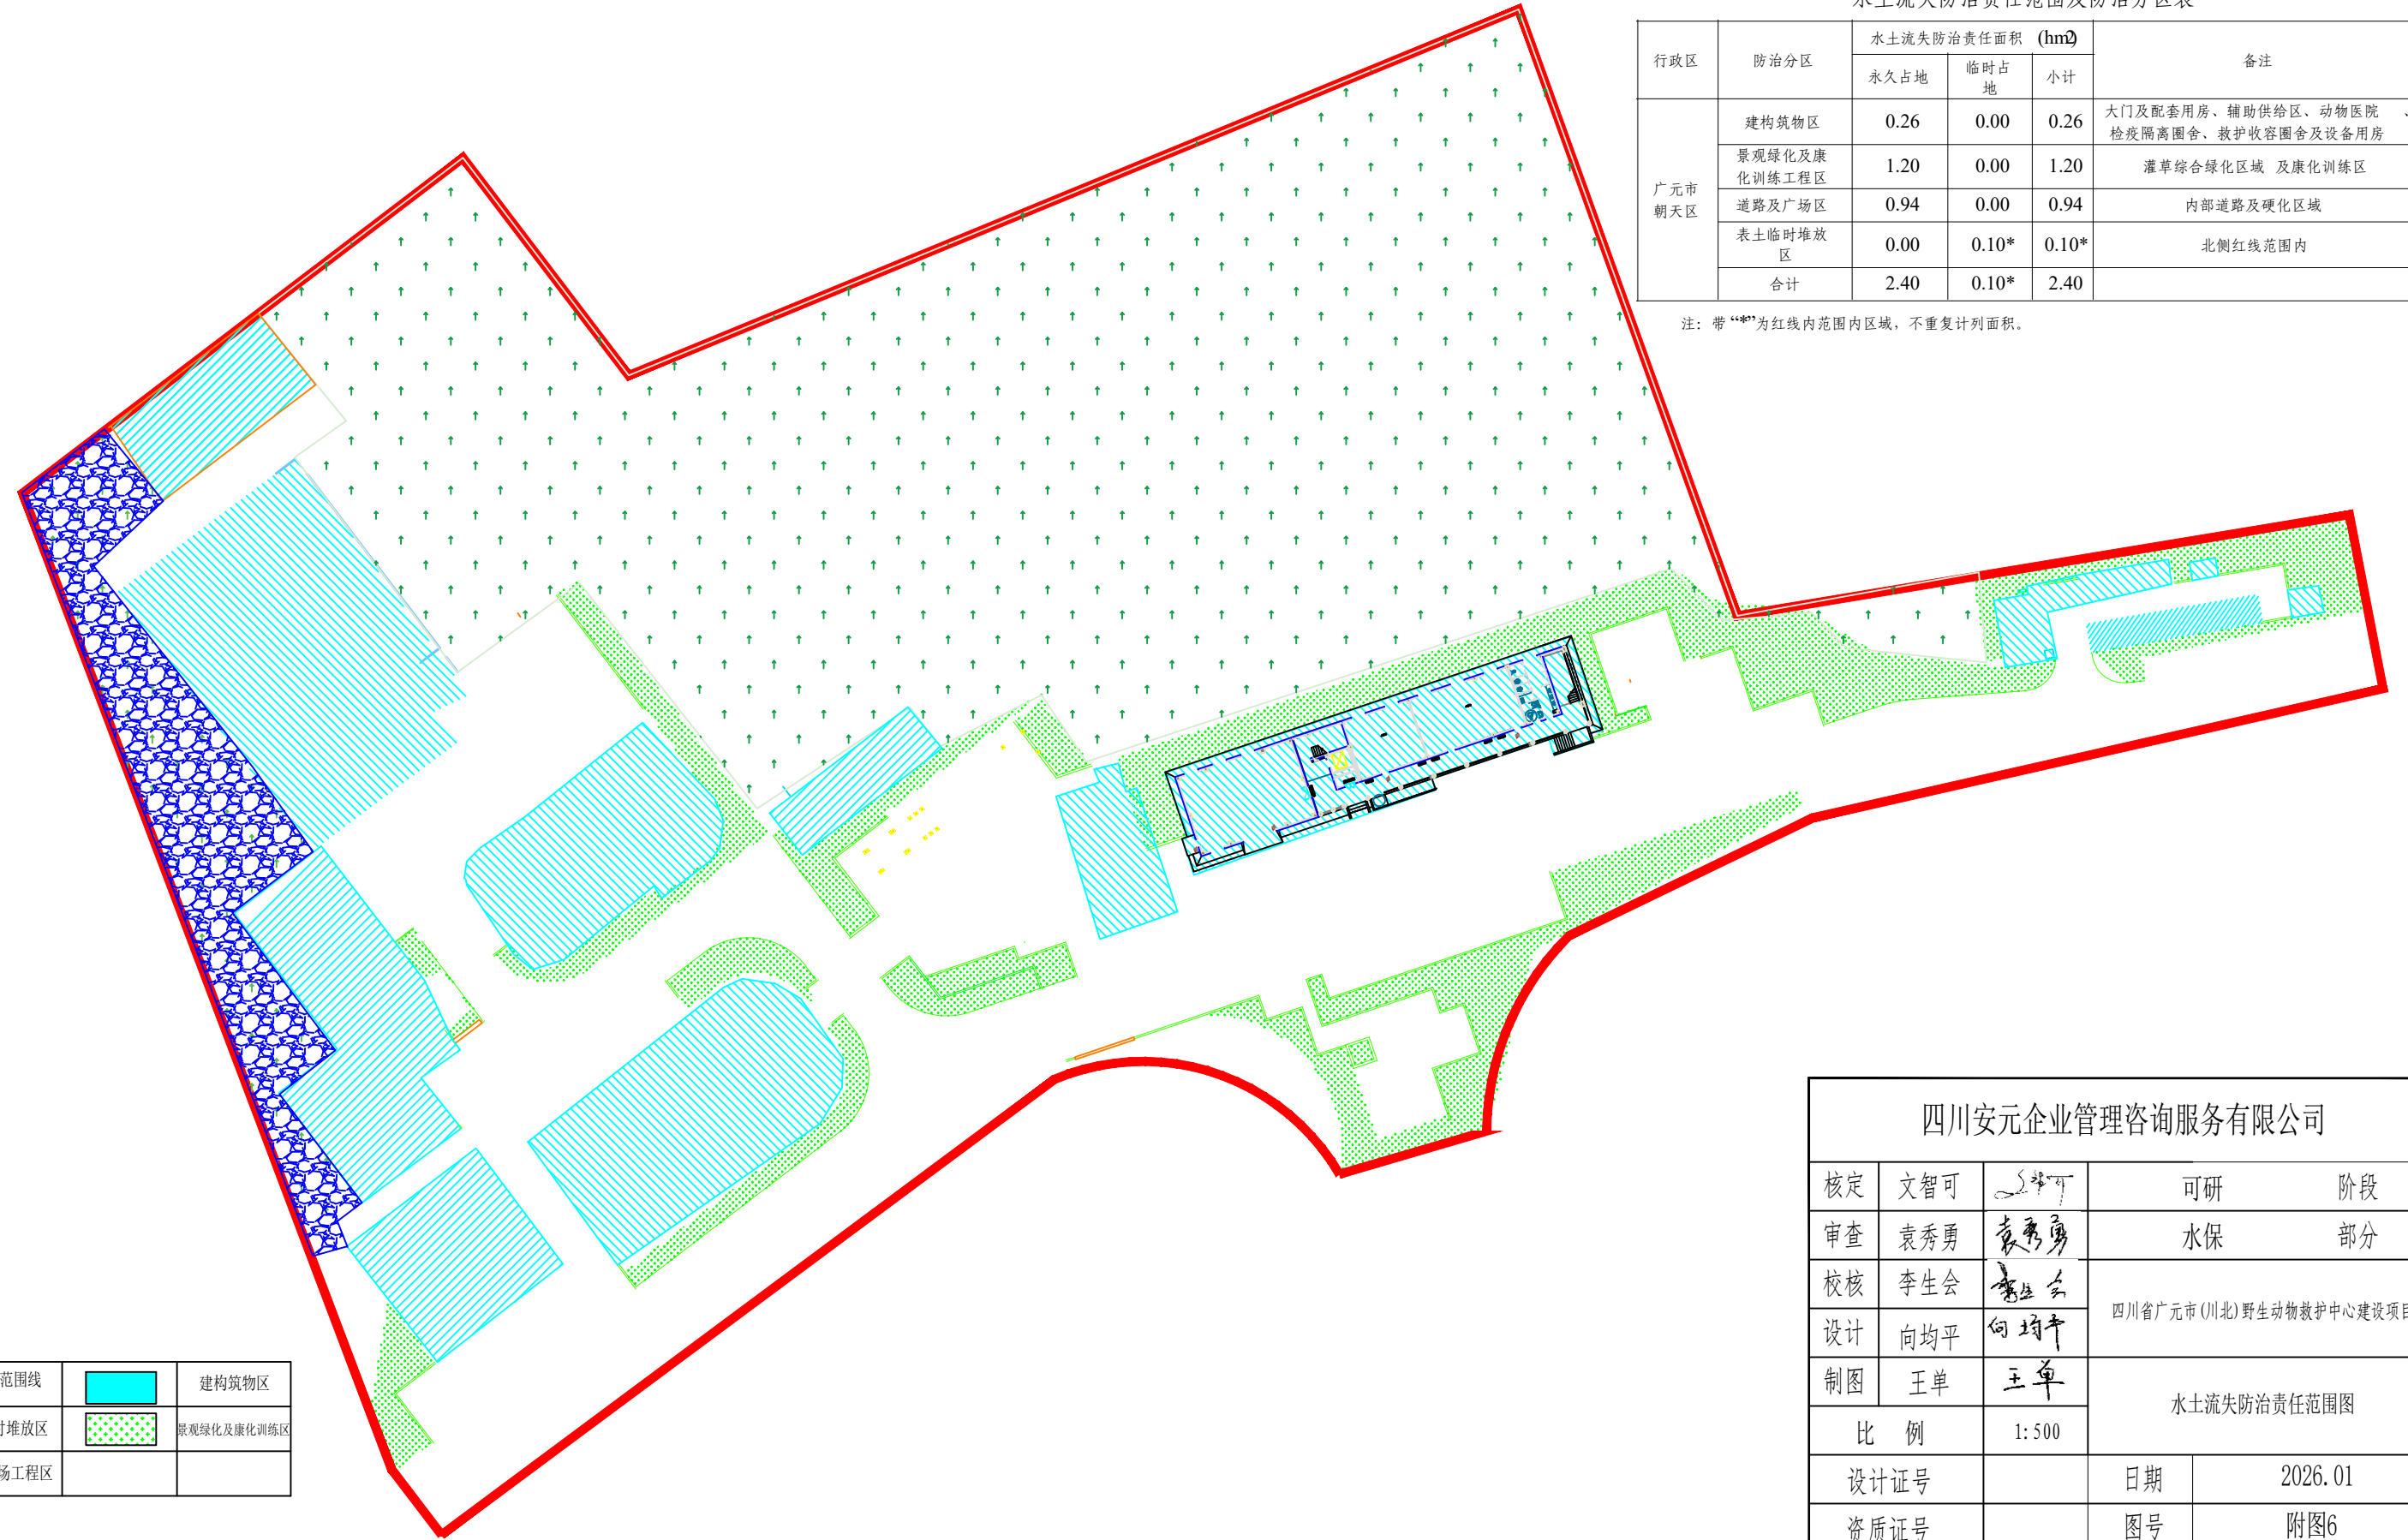 水土流失防治责任范围及防治分区表
行政区 防治分区 水土流失防治责任面积 (hm2) 备注
永久占地 临时占地 小计
广元市朝天区
建构筑物区 0.26 0.00 0.26 大门及配套用房、辅助供给区、动物医院、
检疫隔离圈舍、救护收容圈舍及设备用房
景观绿化及康
化训练工程区 1.20 0.00 1.20 灌草综合绿化区域 及康化训练区
道路及广场区 0.94 0.00 0.94 内部道路及硬化区域
表土临时堆放
区 0.00 0.10* 0.10* 北侧红线范围内
合计 2.40 0.10* 2.40
注：带“*”为红线内范围内区域，不重复计列面积。
范围线 建构筑物区
时堆放区 景观绿化及康化训练区
场工程区
四川安元企业管理咨询服务有限公司
核定 文智可 可研 阶段
审查 袁秀勇 袁秀勇 水保 部分
校核 李生会 李生会 四川省广元市(川北)野生动物救护中心建设项目
设计 向均平 向均平
制图 王单 王单 水土流失防治责任范围图
比 例 1:500
设计证号 日期 2026.01
资质证号 图号 附图6